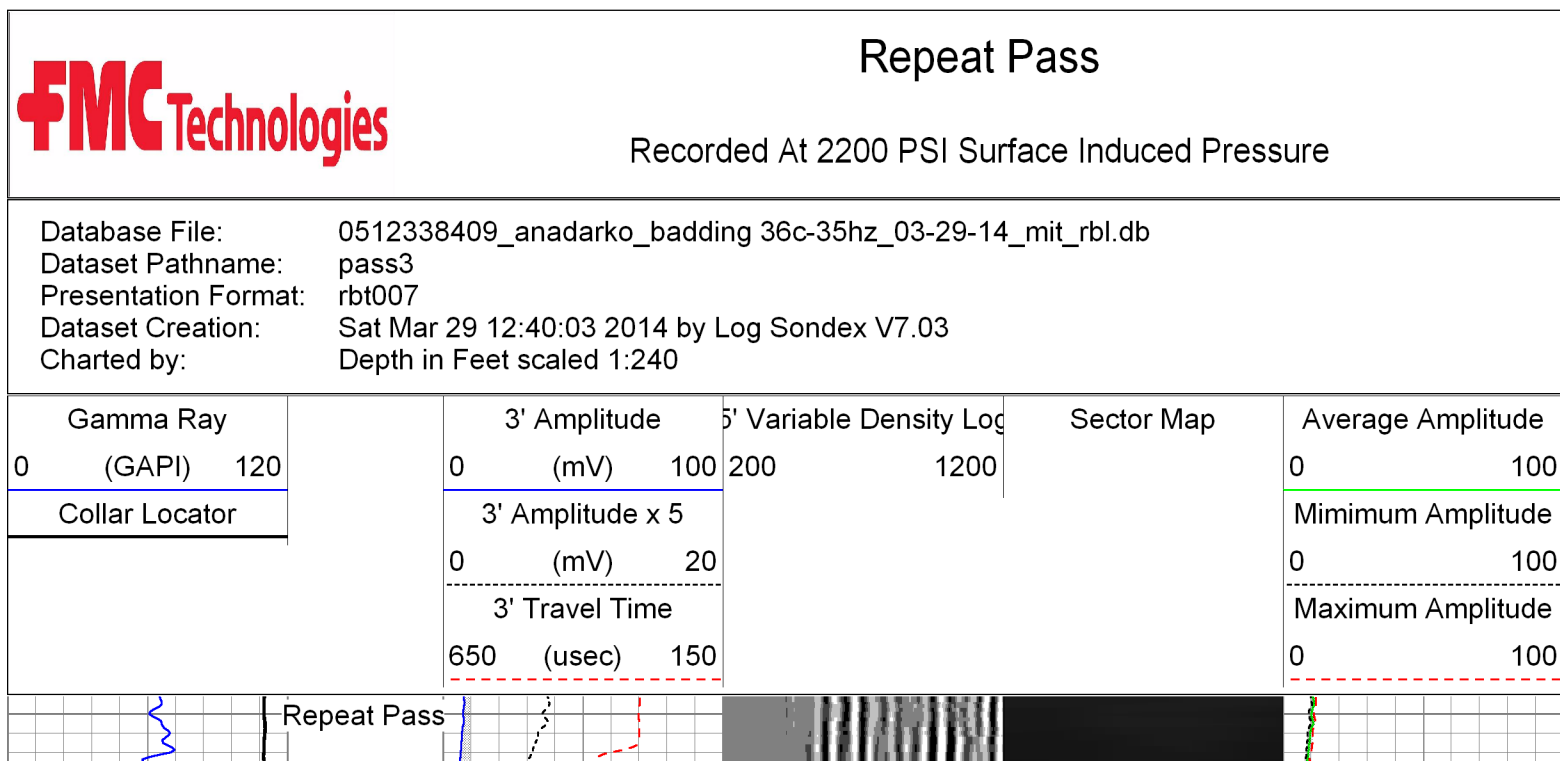 FMC Technologies
Repeat Pass
Recorded At 2200 PSI Surface Induced Pressure
Database File: 0512338409_anadarko_badding 36c-35hz_03-29-14_mit_rbl.db
Dataset Pathname: pass3
Presentation Format: rbt007
Dataset Creation: Sat Mar 29 12:40:03 2014 by Log Sondex V7.03
Charted by: Depth in Feet scaled 1:240
Gamma Ray 3' Amplitude 5' Variable Density Log Sector Map Average Amplitude
0 (GAPI) 120 0 (mV) 100 200 1200 0 100
Collar Locator 3' Amplitude x 5 Mimimum Amplitude
0 (mV) 20 0 100
3' Travel Time Maximum Amplitude
650 (usec) 150 0 100
Repeat Pass